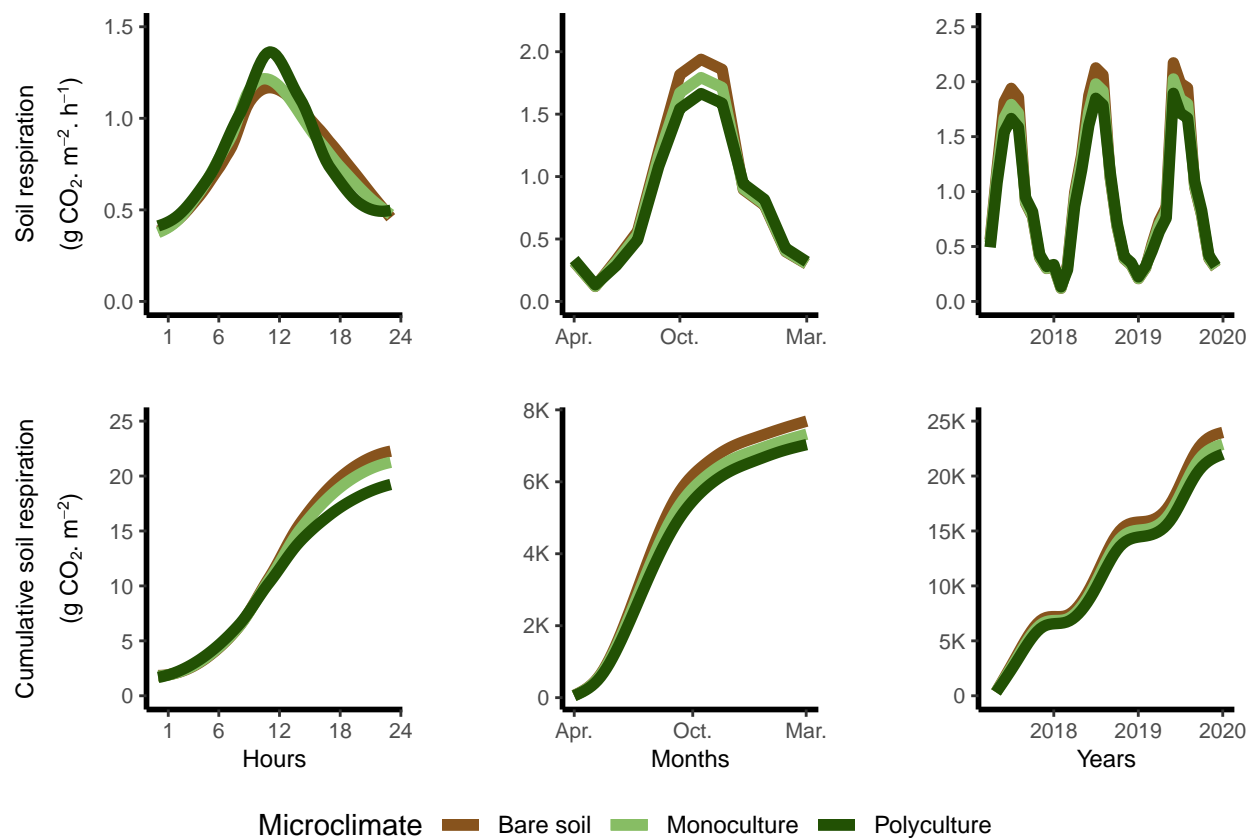 Soil respiration
(g CO₂. m⁻². h⁻¹)
1.5
1.0
0.5
0.0
1 6 12 18 24
2.0
1.5
1.0
0.5
0.0
Apr. Oct. Mar.
2.5
2.0
1.5
1.0
0.5
0.0
2018 2019 2020
Cumulative soil respiration
(g CO₂. m⁻²)
25
20
15
10
5
0
1 6 12 18 24
Hours
8K
6K
4K
2K
0
Apr. Oct. Mar.
Months
25K
20K
15K
10K
5K
0
2018 2019 2020
Years
Microclimate Bare soil Monoculture Polyculture